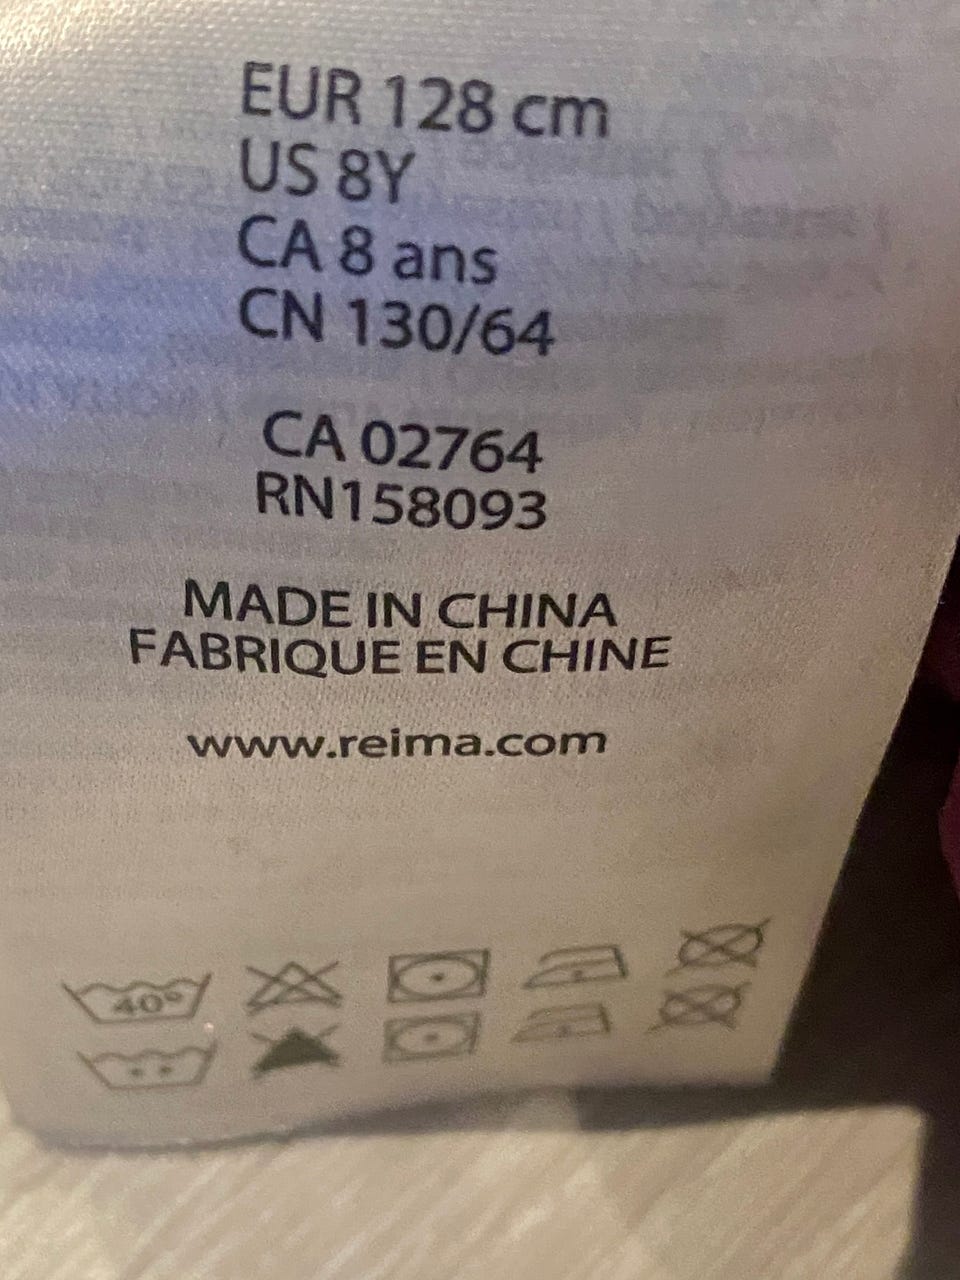 EUR 128 cm
US 8Y
CA 8 ans
CN 130/64
CA 02764
RN158093
MADE IN CHINA
FABRIQUE EN CHINE
www.reima.com
40°